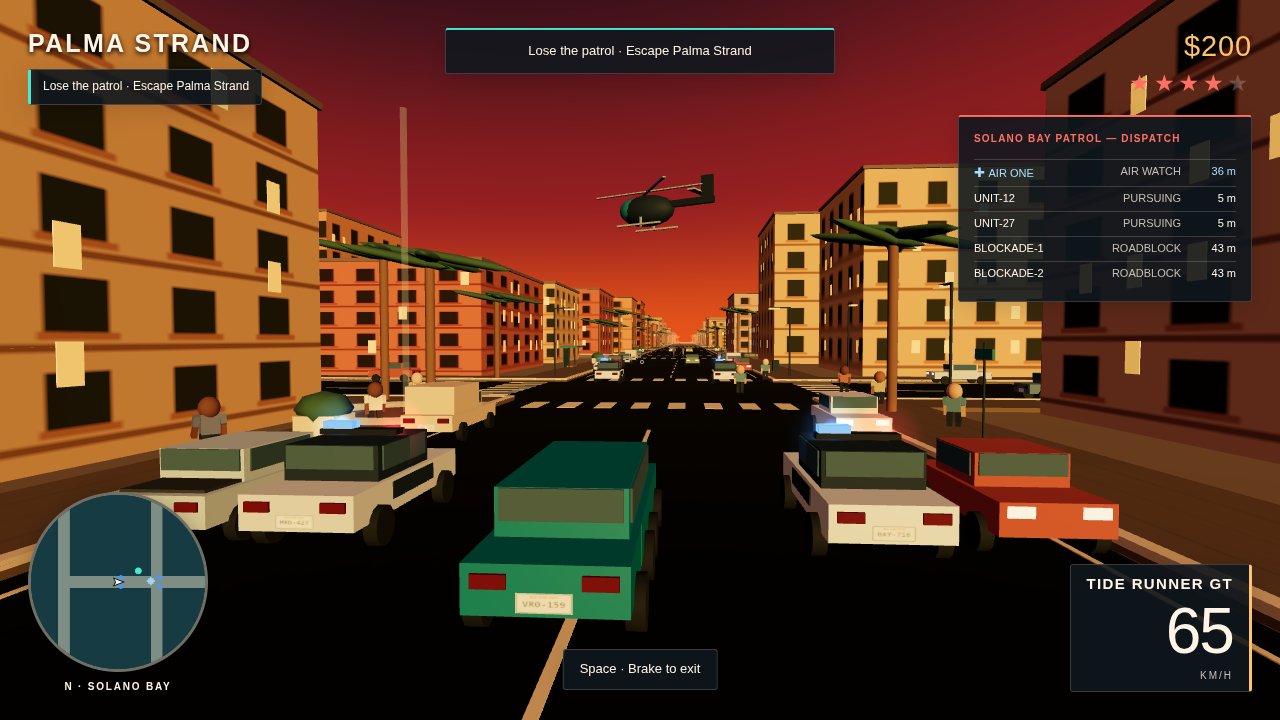 PALMA STRAND
Lose the patrol · Escape Palma Strand
Lose the patrol · Escape Palma Strand
$200
SOLANO BAY PATROL — DISPATCH
AIR ONE AIR WATCH 36 m
UNIT-12 PURSUING 5 m
UNIT-27 PURSUING 5 m
BLOCKADE-1 ROADBLOCK 43 m
BLOCKADE-2 ROADBLOCK 43 m
VRO-159
N · SOLANO BAY
Space · Brake to exit
TIDE RUNNER GT
65
KM/H